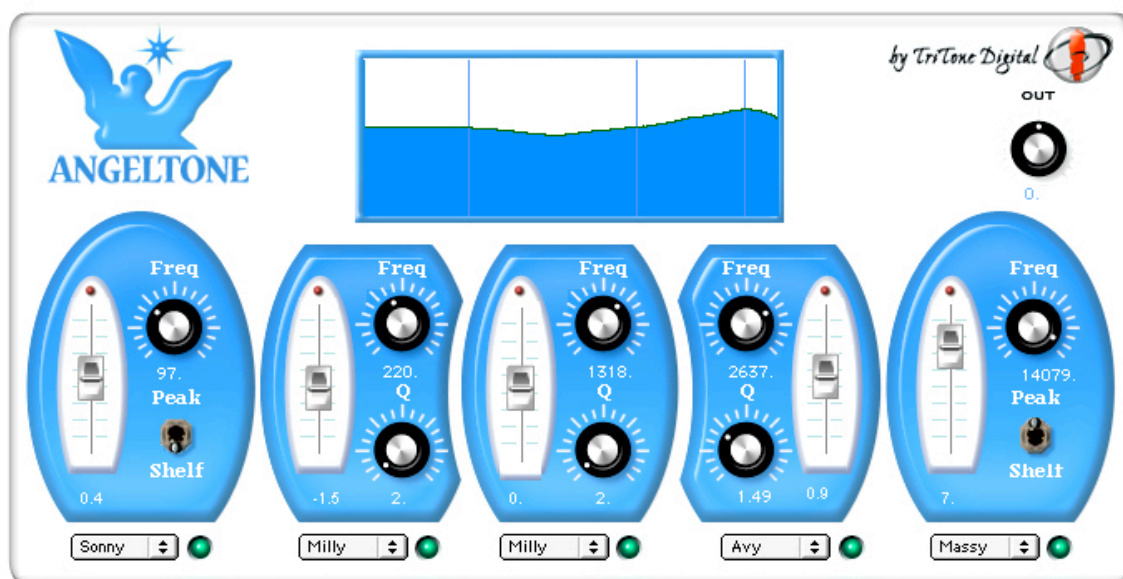 by TriTone Digital
OUT
0.
ANGELTONE
Freq
97.
Peak
Shelf
0.4
Sonny
Freq
220.
Q
-1.5
2.
Milly
Freq
1318.
Q
0.
2.
Milly
Freq
2637.
Q
1.49
0.9
Avy
Freq
14079.
Peak
Shelf
7.
Massy